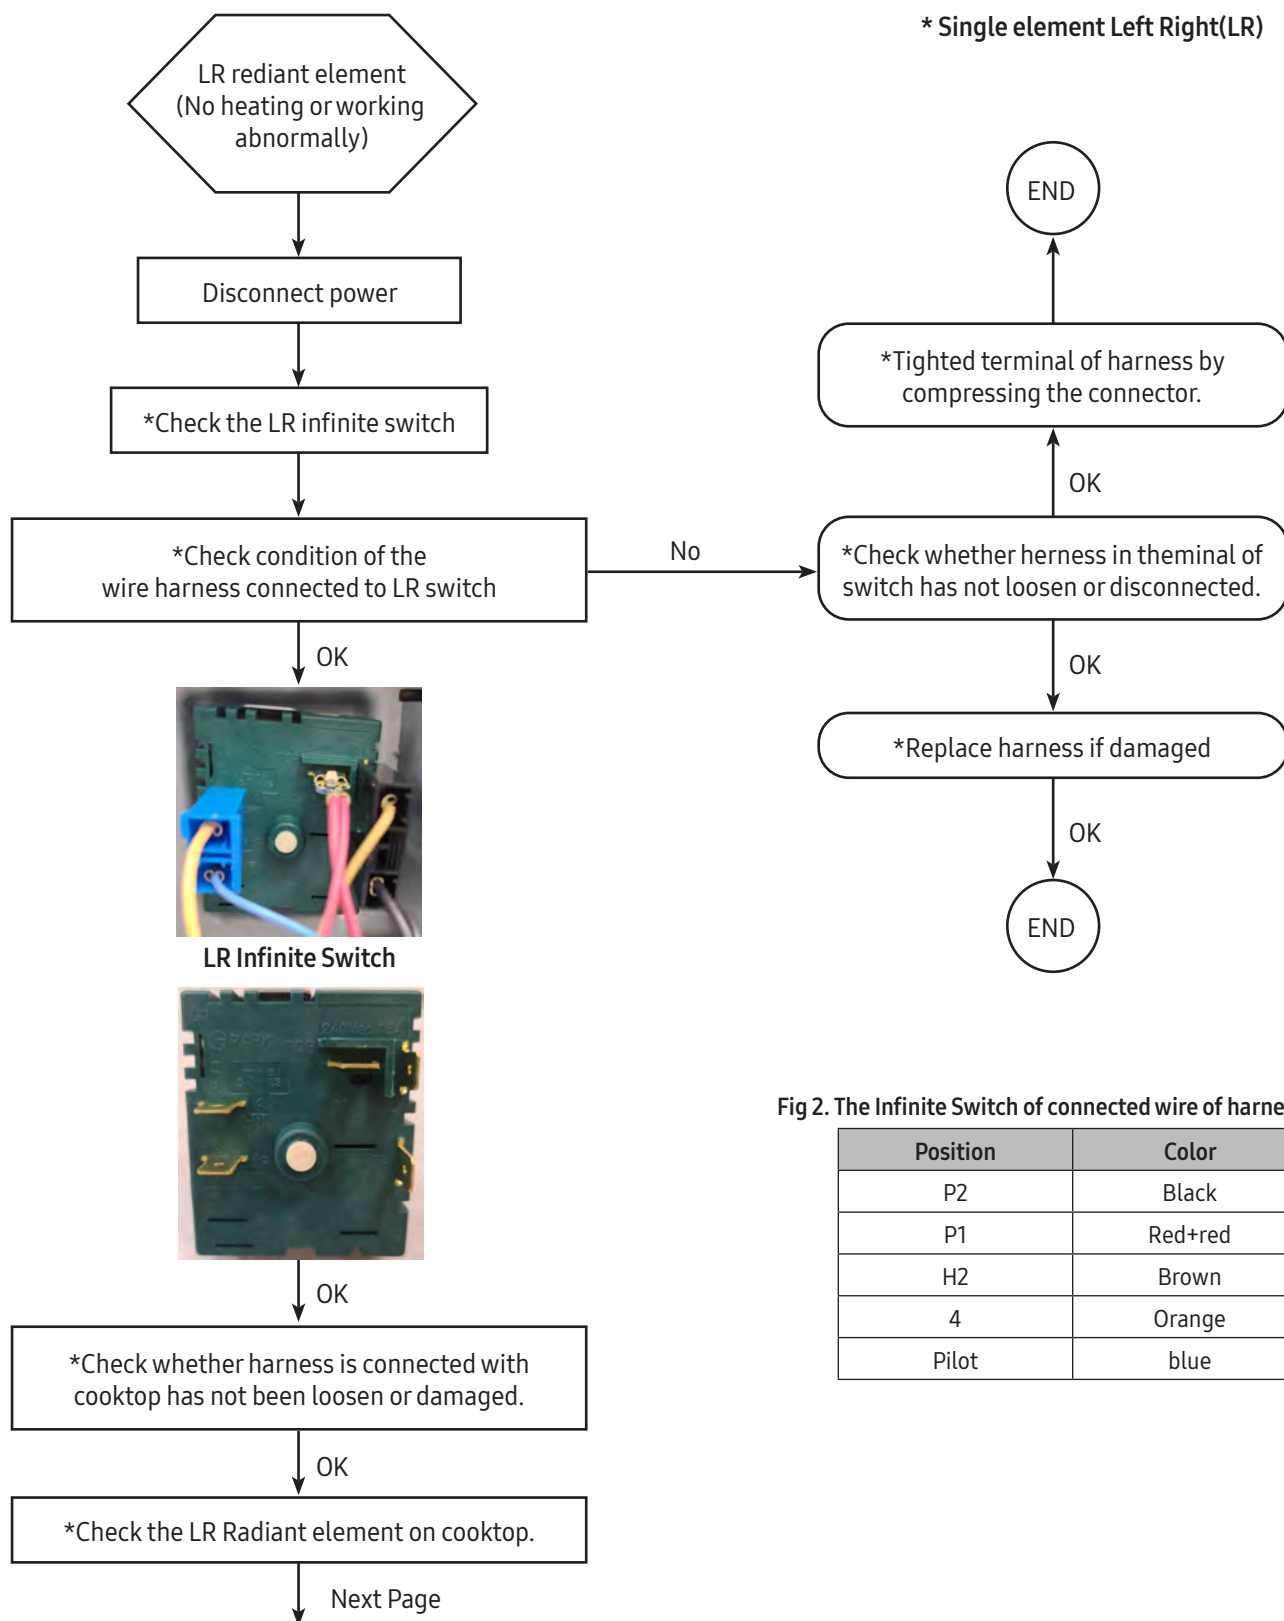 * Single element Left Right(LR)
LR rediant element
(No heating or working
abnormally)
Disconnect power
*Check the LR infinite switch
*Check condition of the
wire harness connected to LR switch
No
OK
LR Infinite Switch
OK
*Check whether harness is connected with
cooktop has not been loosen or damaged.
OK
*Check the LR Radiant element on cooktop.
Next Page
END
*Tighted terminal of harness by
compressing the connector.
OK
*Check whether herness in theminal of
switch has not loosen or disconnected.
OK
*Replace harness if damaged
OK
END
Fig 2. The Infinite Switch of connected wire of harne
Position Color
P2 Black
P1 Red+red
H2 Brown
4 Orange
Pilot blue